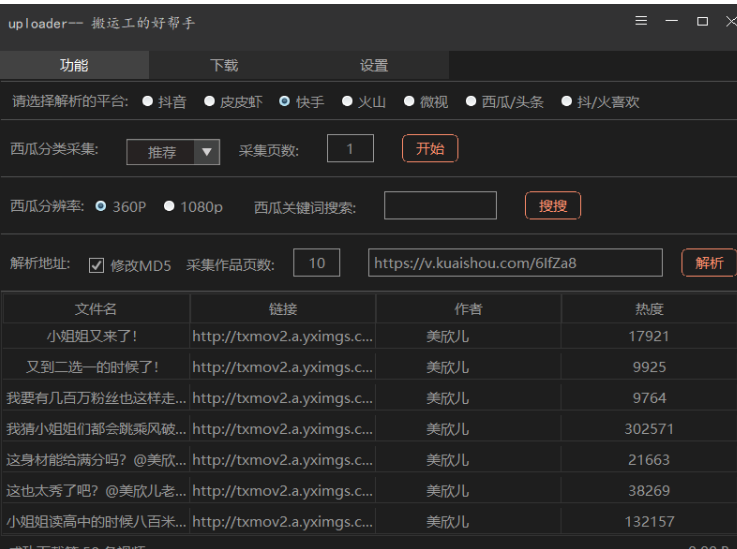 uploader—— 搬运工的好帮手
功能 下载 设置
请选择解析的平台: 抖音 皮皮虾 快手 火山 微视 西瓜/头条 抖/火喜欢
西瓜分类采集: 推荐 采集页数: 1 开始
西瓜分辨率: 360P 1080p 西瓜关键词搜索: 搜搜
解析地址: 修改MD5 采集作品页数: 10 https://v.kuaishou.com/6lfZa8 解析
文件名 链接 作者 热度
小姐姐又来了! http://txmov2.a.yximgs.c... 美欣儿 17921
又到二选一的时候了! http://txmov2.a.yximgs.c... 美欣儿 9925
我要有几百万粉丝也这样走... http://txmov2.a.yximgs.c... 美欣儿 9764
我猜小姐姐们都会跳乘风破... http://txmov2.a.yximgs.c... 美欣儿 302571
这身材能给满分吗? @美欣... http://txmov2.a.yximgs.c... 美欣儿 21663
这也太秀了吧? @美欣儿老... http://txmov2.a.yximgs.c... 美欣儿 38269
小姐姐读高中的时候八百米... http://txmov2.a.yximgs.c... 美欣儿 132157